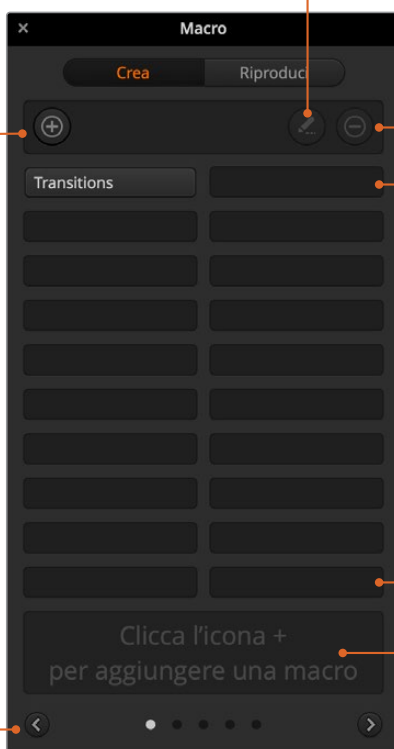 Macro
Crea
Riproduci
Transitions
Clicca l'icona +
per aggiungere una macro